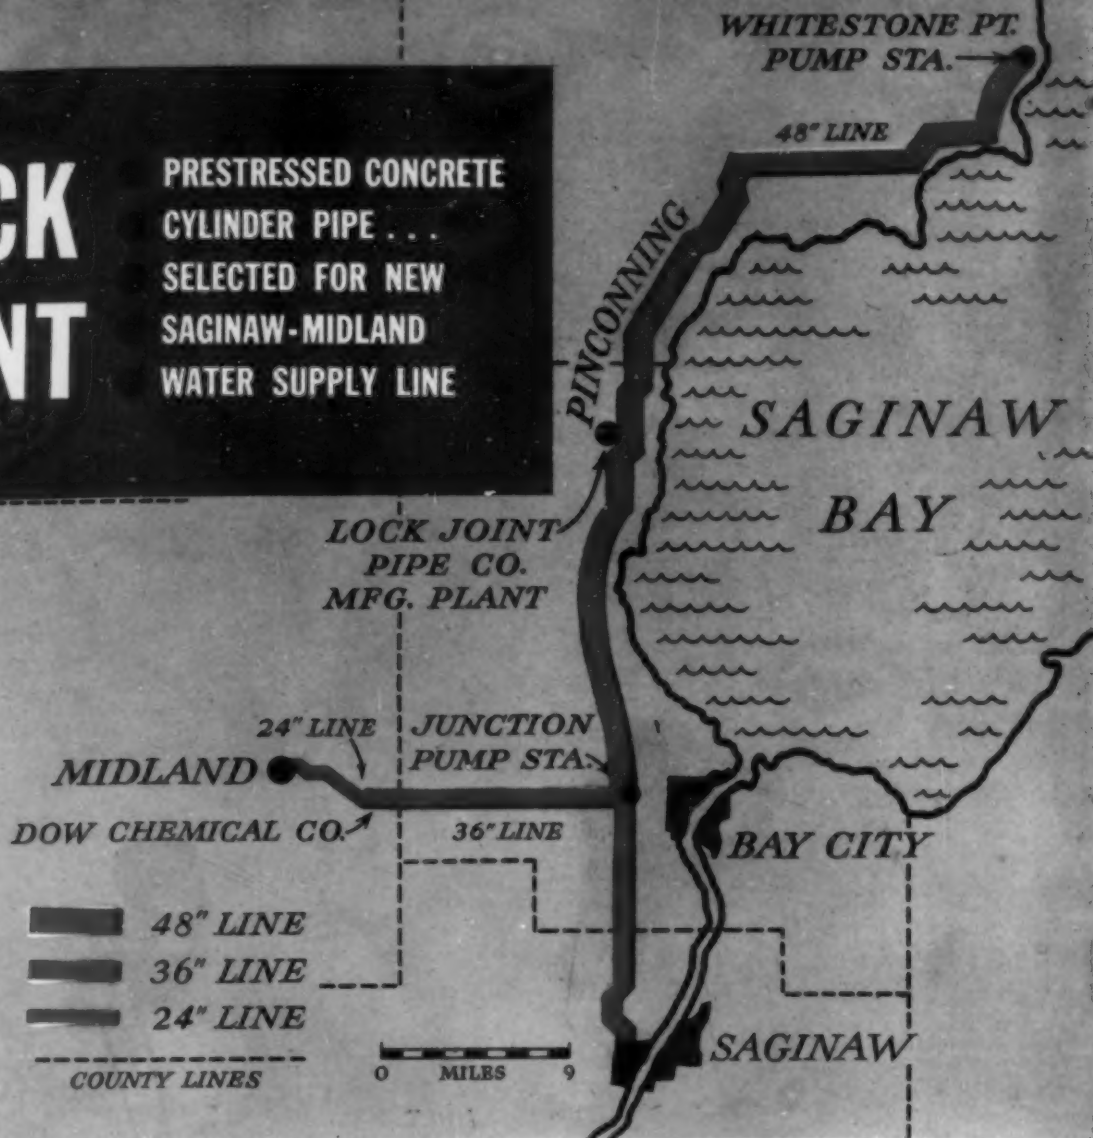 WHITESTONE PT.
PUMP STA.
48" LINE
CK
NT
PRESTRESSED CONCRETE
CYLINDER PIPE . . .
SELECTED FOR NEW
SAGINAW-MIDLAND
WATER SUPPLY LINE
PINCONNING
SAGINAW
BAY
LOCK JOINT
PIPE CO.
MFG. PLANT
24" LINE
JUNCTION
PUMP STA.
MIDLAND
DOW CHEMICAL CO.
36" LINE
BAY CITY
48" LINE
36" LINE
24" LINE
COUNTY LINES
0 MILES 9
SAGINAW